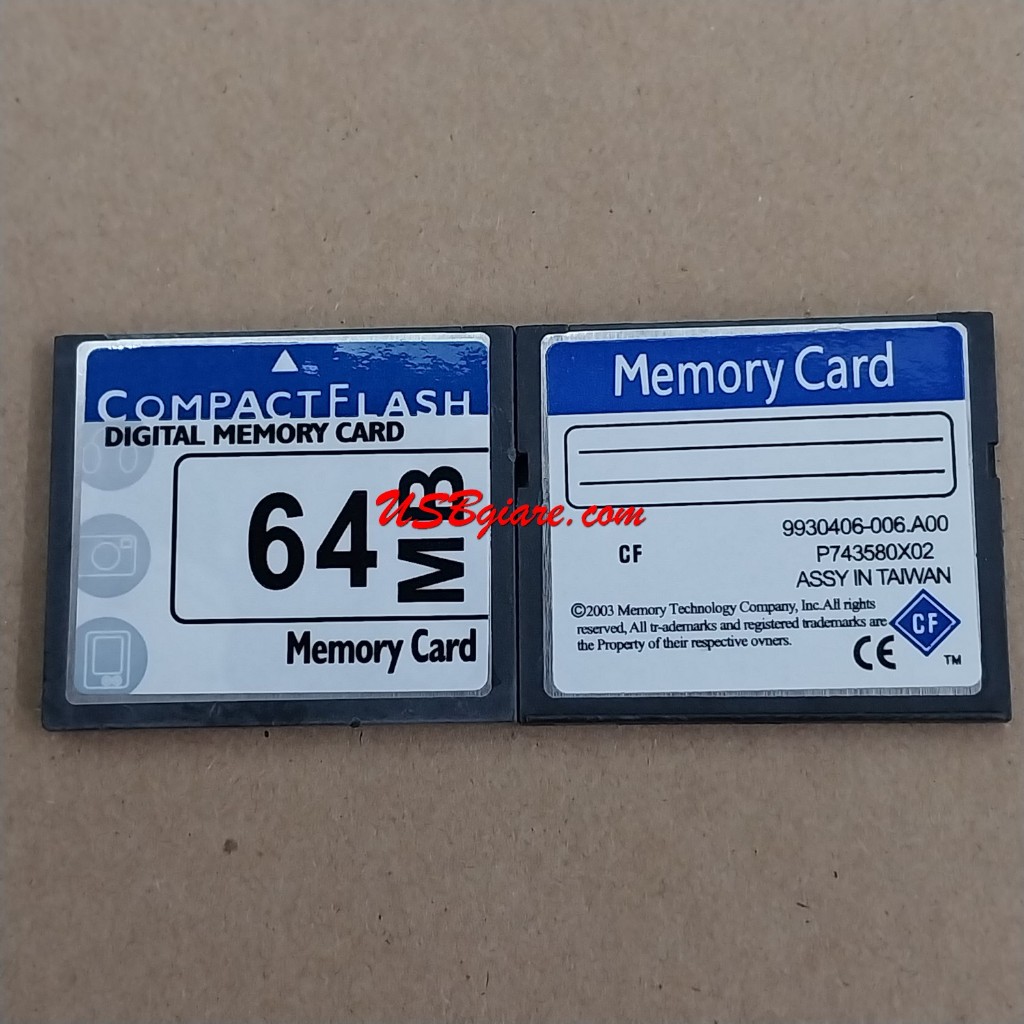 COMPACTFLASH
DIGITAL MEMORY CARD
64 MB
Memory Card
USBgiare.com
Memory Card
9930406-006.A00
CF
P743580X02
ASSY IN TAIWAN
©2003 Memory Technology Company, Inc.All rights
reserved, All tr-ademarks and registered trademarks are
the Property of their respective owners.
CF
CE
TM